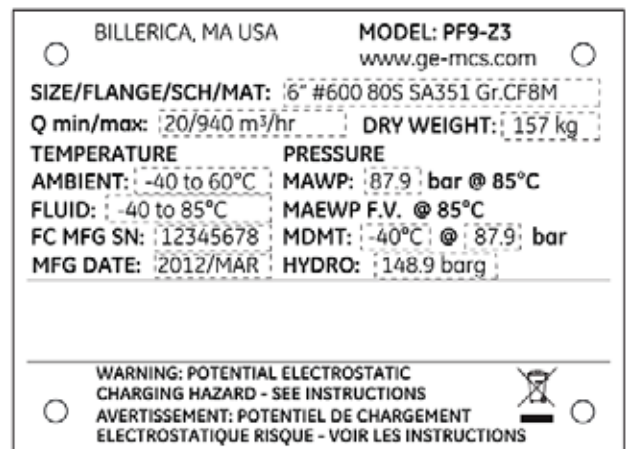 BILLERICA, MA USA MODEL: PF9-Z3
www.ge-mcs.com
SIZE/FLANGE/SCH/MAT: 6" #600 80S SA351 Gr.CF8M
Q min/max: 20/940 m³/hr DRY WEIGHT: 157 kg
TEMPERATURE PRESSURE
AMBIENT: -40 to 60°C MAWP: 87.9 bar @ 85°C
FLUID: -40 to 85°C MAEWP F.V. @ 85°C
FC MFG SN: 12345678 MDMT: -40°C @ 87.9 bar
MFG DATE: 2012/MAR HYDRO: 148.9 barg
WARNING: POTENTIAL ELECTROSTATIC
CHARGING HAZARD - SEE INSTRUCTIONS
AVERTISSEMENT: POTENTIEL DE CHARGEMENT
ELECTROSTATIQUE RISQUE - VOIR LES INSTRUCTIONS